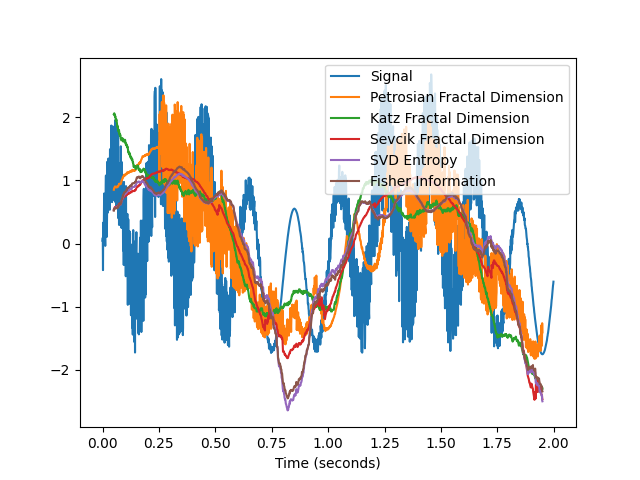 Signal
Petrosian Fractal Dimension
Katz Fractal Dimension
Sevcik Fractal Dimension
SVD Entropy
Fisher Information
2
1
0
−1
−2
0.00 0.25 0.50 0.75 1.00 1.25 1.50 1.75 2.00
Time (seconds)